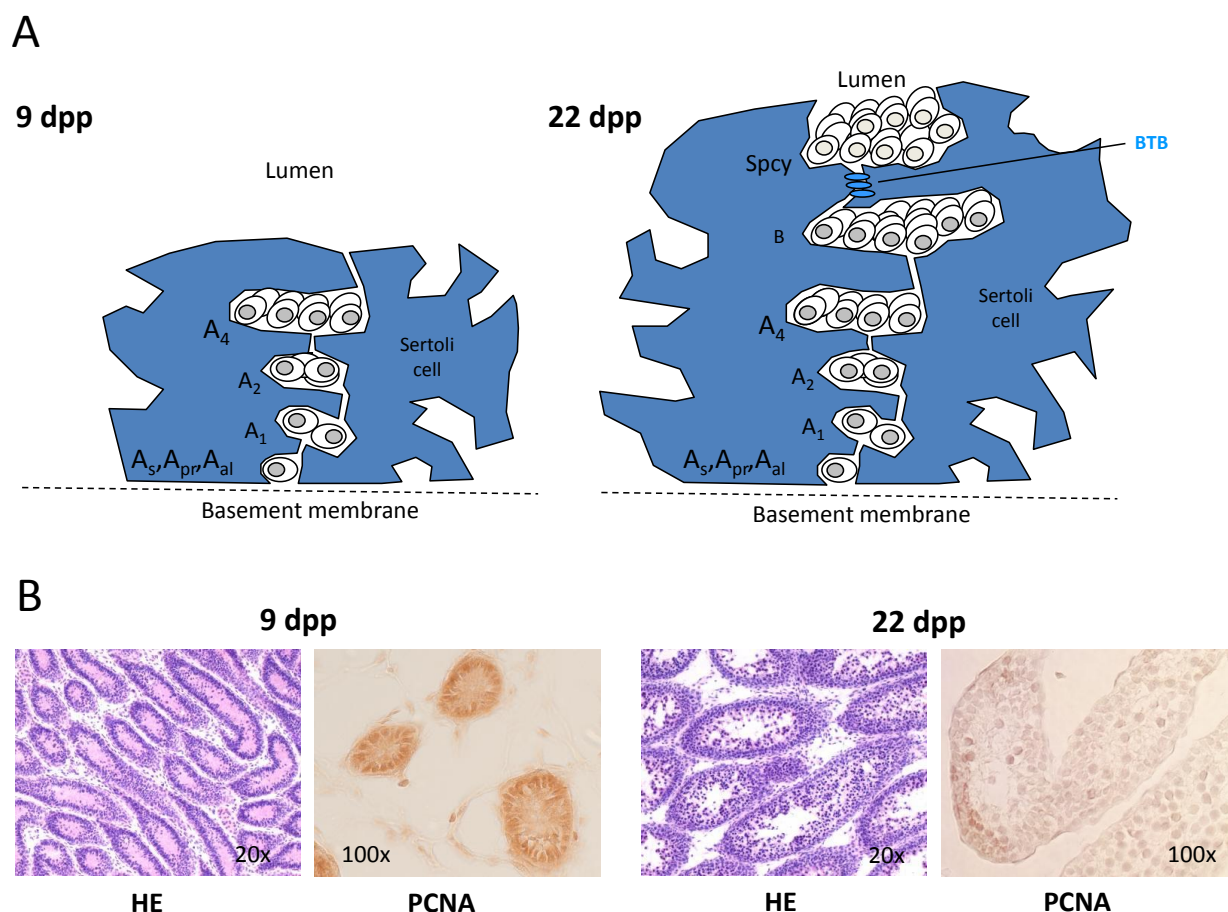 A
9 dpp
Lumen
A4
A2
A1
As,Apr,Aal
Sertoli
cell
Basement membrane
22 dpp
Lumen
BTB
Spcy
B
A4
A2
A1
As,Apr,Aal
Sertoli
cell
Basement membrane
B
9 dpp
20x
100x
HE
PCNA
22 dpp
20x
100x
HE
PCNA